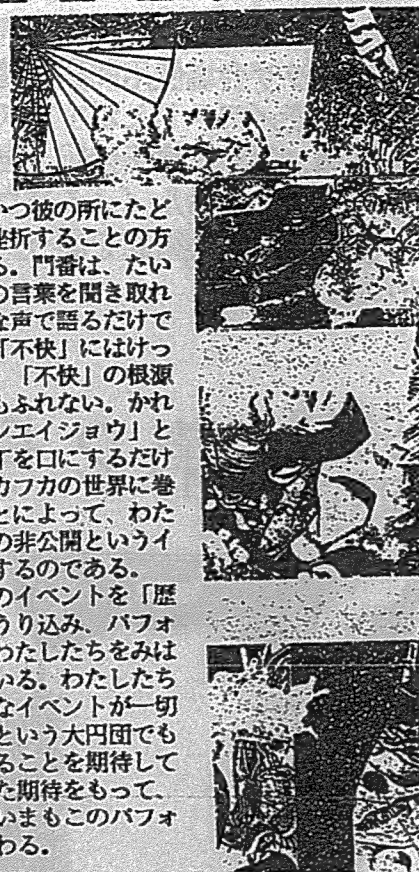 いつ彼の所にたど
挫折することの方
る。門番は、たい
の言葉を聞き取れ
な声で語るだけで
「不快」にはけっ
「不快」の根源
もふれない。かれ
ンエイジョウ」と
を口にするだけ
カフカの世界に巻
とによって、わた
の非公開というイ
するのである。
のイベントを「歴
うり込み、パフォ
わたしたちをみは
いる。わたしたち
なイベントが一切
という大円団でも
ることを期待して
た期待をもって、
いまもこのパフォ
わる。